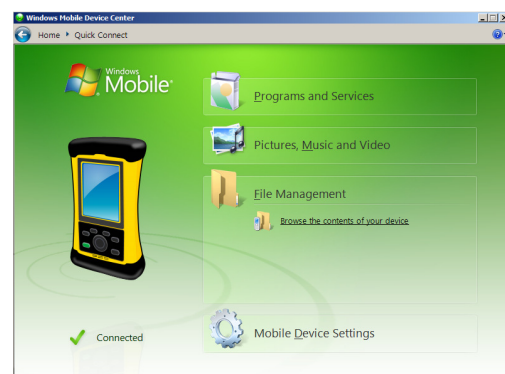 Windows Mobile Device Center
Home Quick Connect
Windows
Mobile®
Programs and Services
Pictures, Music and Video
File Management
Browse the contents of your device
Mobile Device Settings
Connected